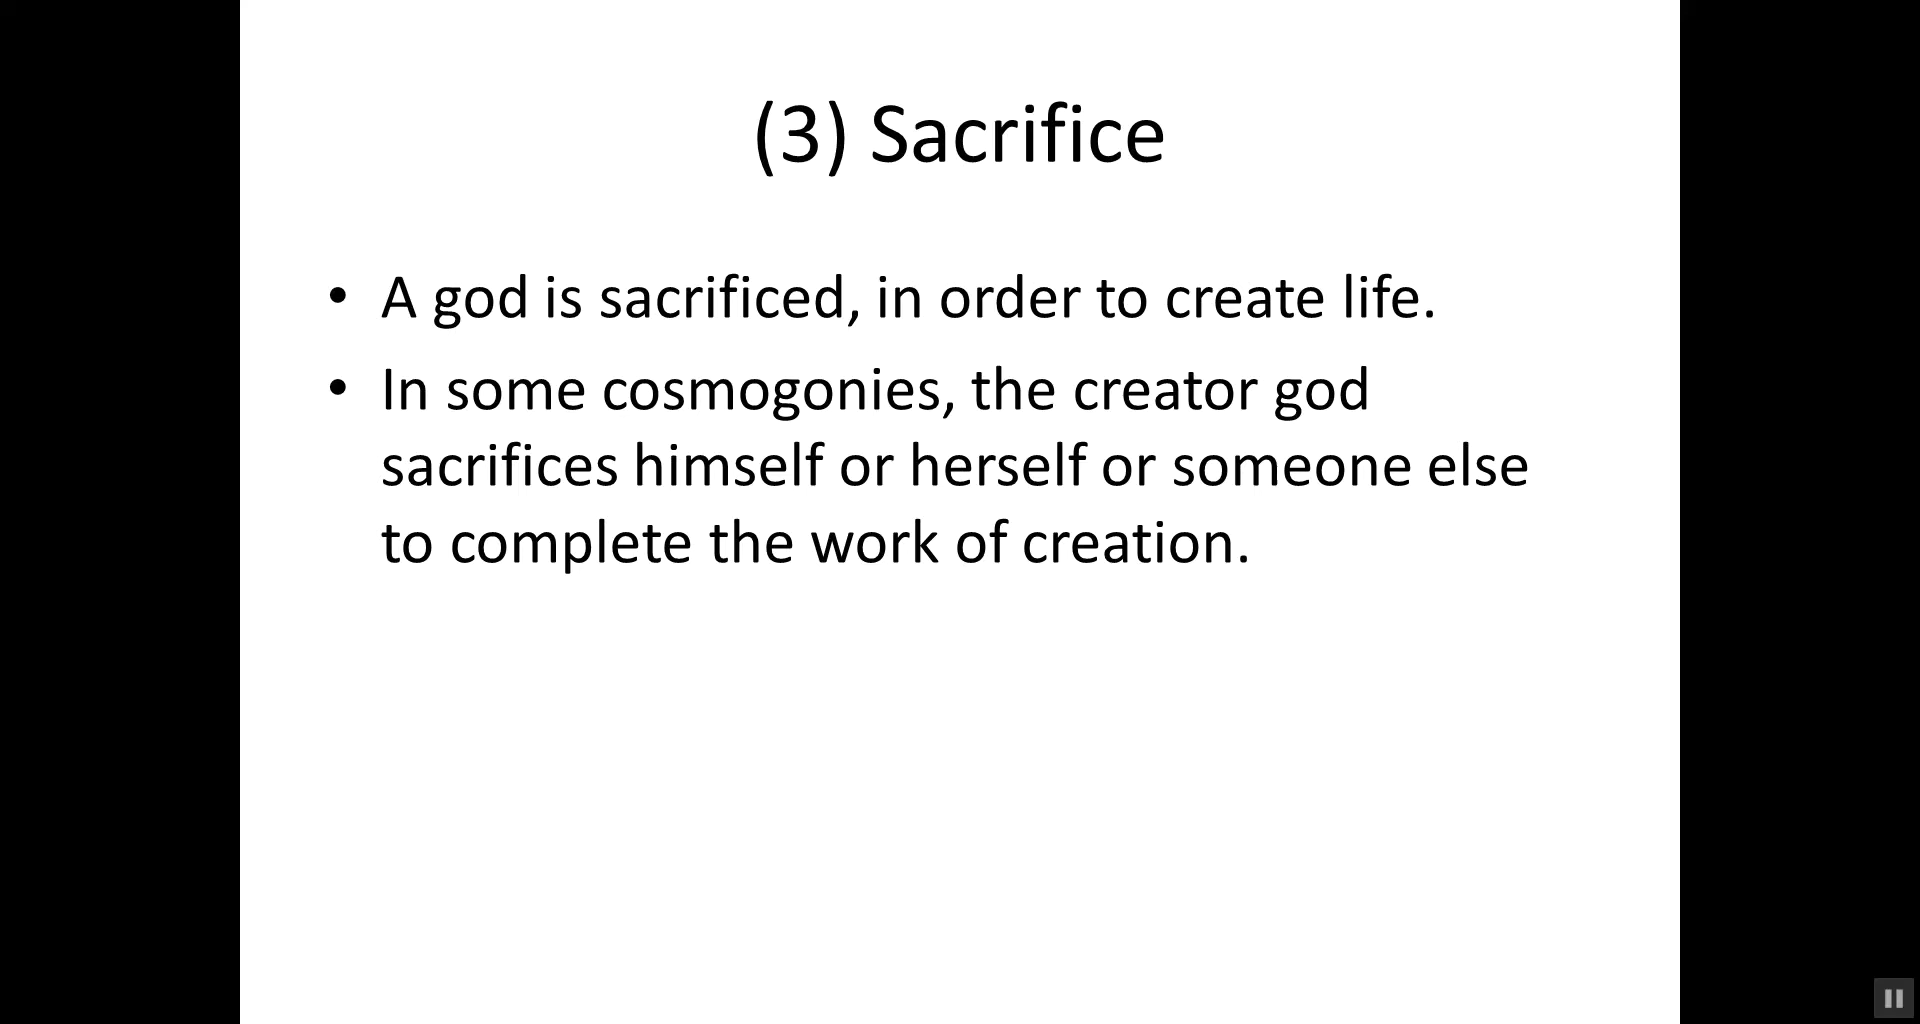 (3) Sacrifice
• A god is sacrificed, in order to create life.
• In some cosmogonies, the creator god
sacrifices himself or herself or someone else
to complete the work of creation.